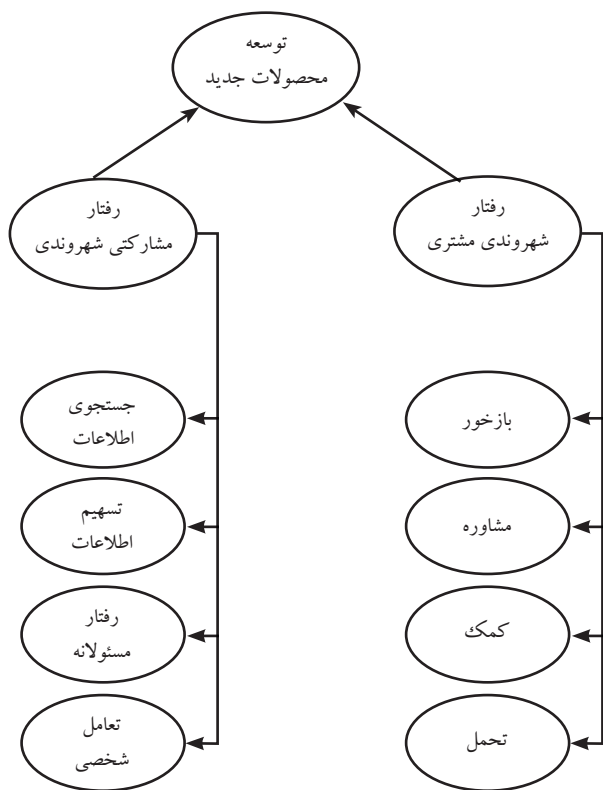 توسعه
محصولات جدید
رفتار
شهروندی مشتری
رفتار
مشارکتی شهروندی
بازخور
مشاوره
کمک
تحمل
جستجوی
اطلاعات
تسهیم
اطلاعات
رفتار
مسئولانه
تعامل
شخصی